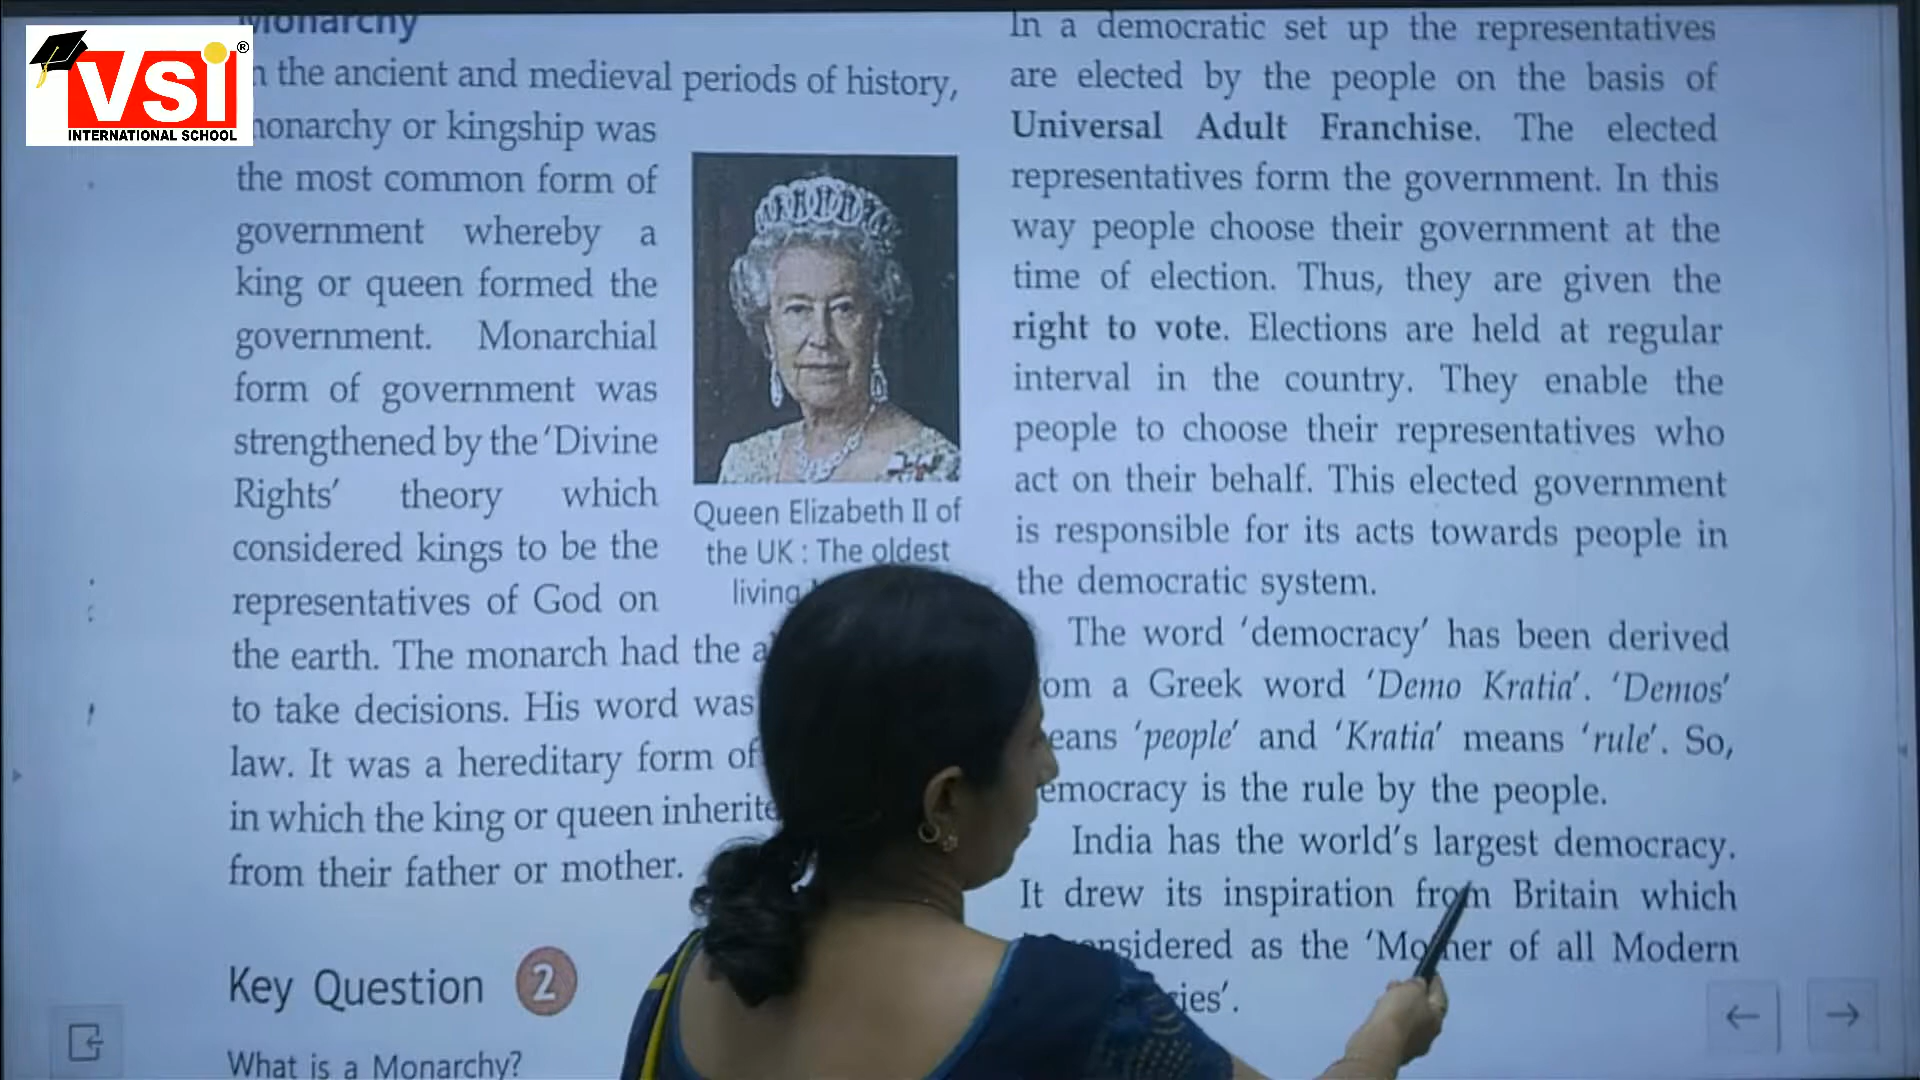 VSI®
INTERNATIONAL SCHOOL
Monarchy
the ancient and medieval periods of history,
monarchy or kingship was
the most common form of
government whereby a
king or queen formed the
government. Monarchial
form of government was
strengthened by the 'Divine
Rights' theory which
considered kings to be the
representatives of God on
the earth. The monarch had the
to take decisions. His word was
law. It was a hereditary form of
in which the king or queen
from their father or mother.
Queen Elizabeth II of
the UK : The oldest
living
Key Question 2
What is a Monarchy?
In a democratic set up the representatives
are elected by the people on the basis of
Universal Adult Franchise. The elected
representatives form the government. In this
way people choose their government at the
time of election. Thus, they are given the
right to vote. Elections are held at regular
interval in the country. They enable the
people to choose their representatives who
act on their behalf. This elected government
is responsible for its acts towards people in
the democratic system.
The word 'democracy' has been derived
a Greek word 'Demo Kratia'. 'Demos'
'people' and 'Kratia' means 'rule'. So,
democracy is the rule by the people.
India has the world's largest democracy.
It drew its inspiration from Britain which
considered as the 'Mother of all Modern